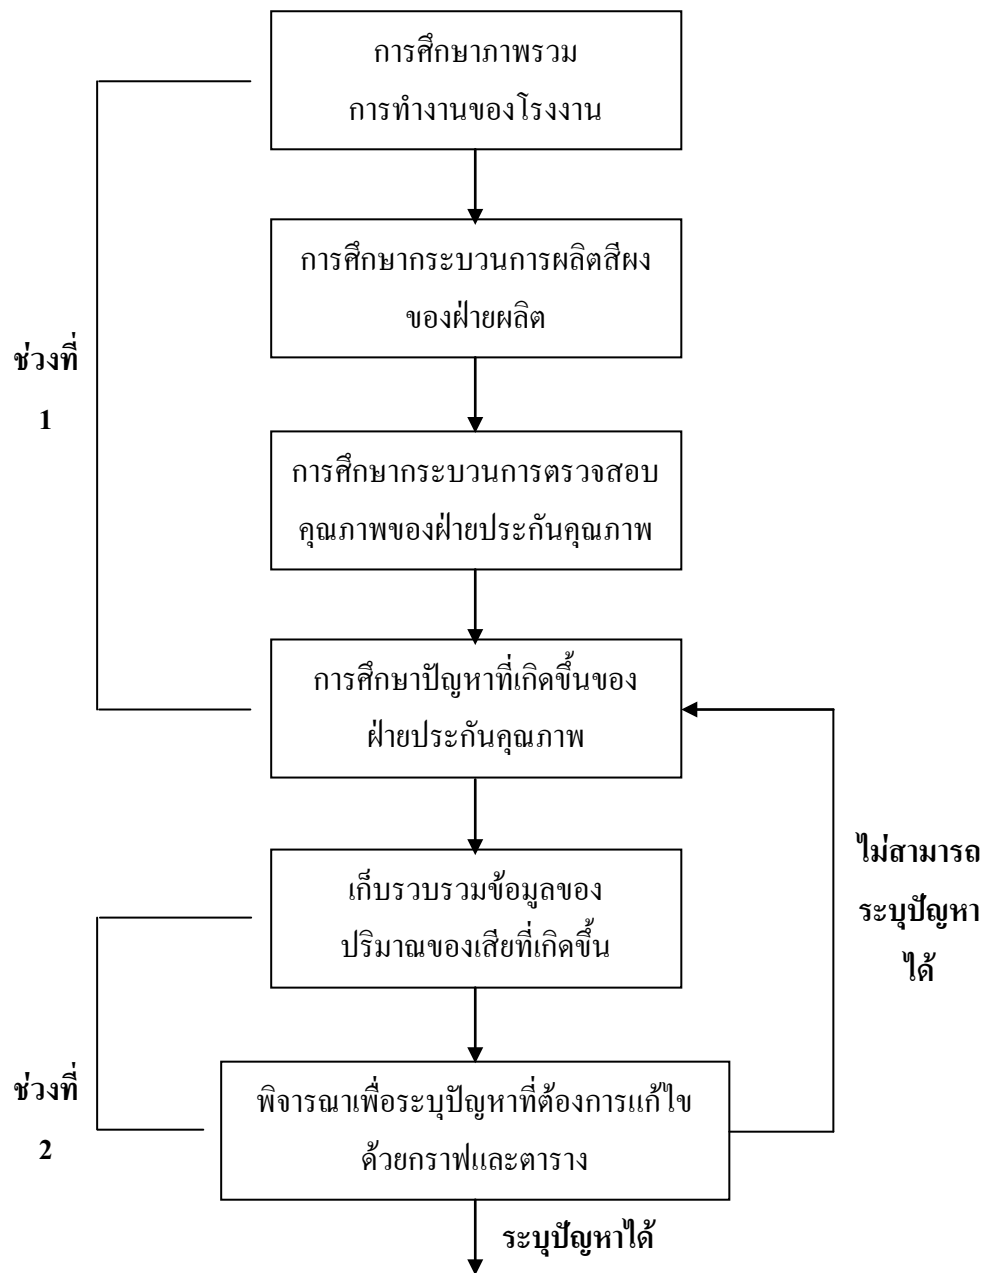 การศึกษาภาพรวม
การทำงานของโรงงาน
การศึกษากระบวนการผลิตสีผง
ของฝ่ายผลิต
ช่วงที่
1
การศึกษากระบวนการตรวจสอบ
คุณภาพของฝ่ายประกันคุณภาพ
การศึกษาปัญหาที่เกิดขึ้นของ
ฝ่ายประกันคุณภาพ
ไม่สามารถ
ระบุปัญหา
ได้
เก็บรวบรวมข้อมูลของ
ปริมาณของเสียที่เกิดขึ้น
ช่วงที่
2
พิจารณาเพื่อระบุปัญหาที่ต้องการแก้ไข
ด้วยกราฟและตาราง
ระบุปัญหาได้